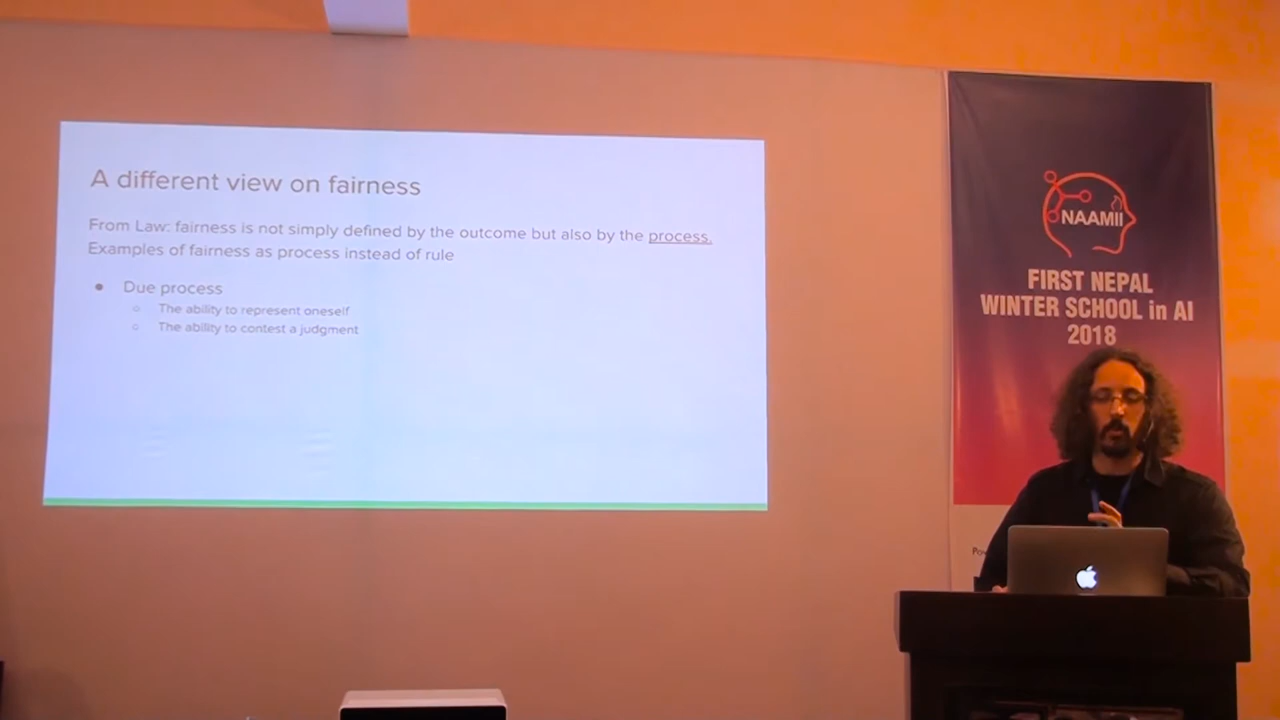 A different view on fairness
From Law: fairness is not simply defined by the outcome but also by the process.
Examples of fairness as process instead of rule
Due process
The ability to represent oneself
The ability to contest a judgment
NAAMII
FIRST NEPAL
WINTER SCHOOL in AI
2018